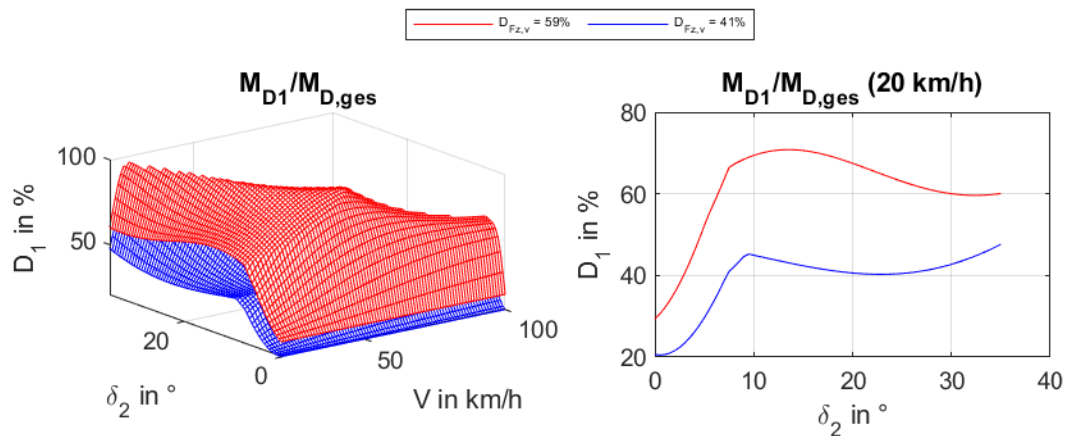 D_Fz,v = 59% D_Fz,v = 41%
M_D1/M_D,ges
100
50
D_1 in %
20
0
50
100
δ_2 in °
V in km/h
M_D1/M_D,ges (20 km/h)
80
60
40
20
D_1 in %
0 10 20 30 40
δ_2 in °